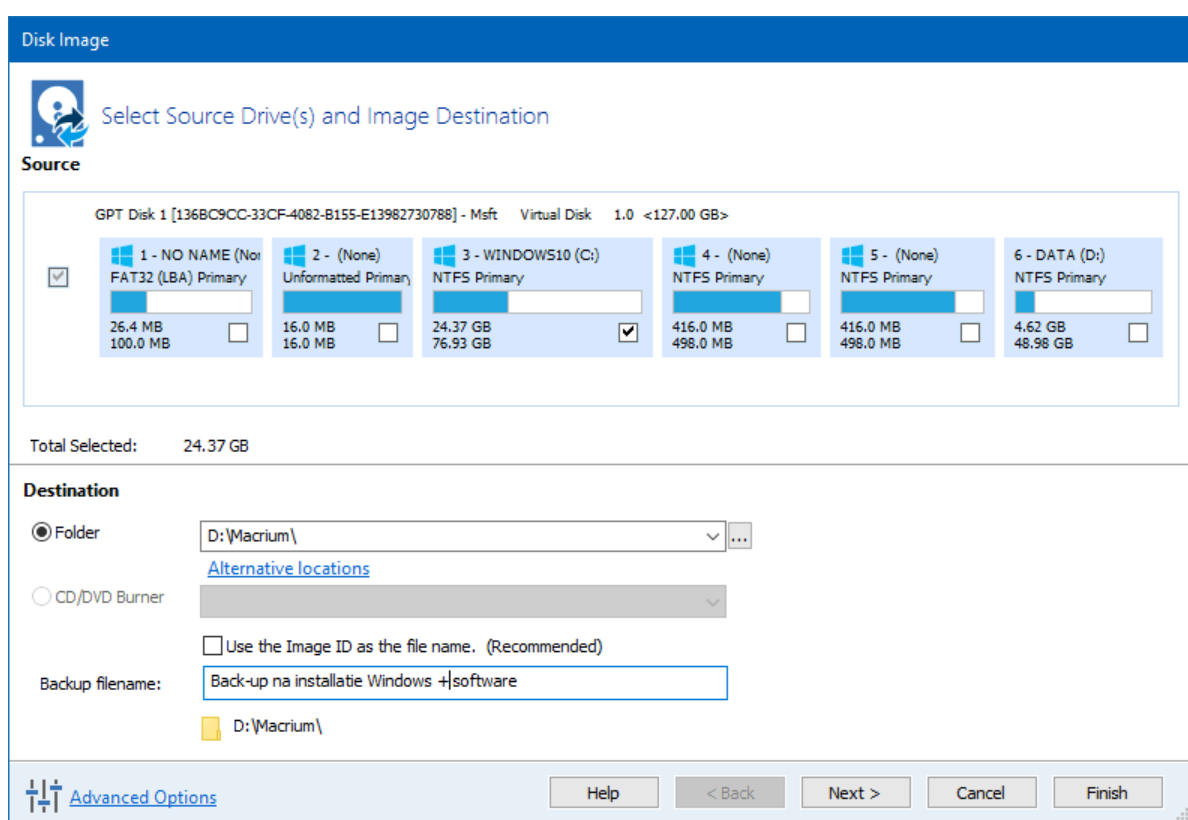 Disk Image
Select Source Drive(s) and Image Destination
Source
GPT Disk 1 [136BC9CC-33CF-4082-B155-E13982730788] - Msft Virtual Disk 1.0 <127.00 GB>
1 - NO NAME (Nor
FAT32 (LBA) Primary
26.4 MB
100.0 MB
2 - (None)
Unformatted Primary
16.0 MB
16.0 MB
3 - WINDOWS10 (C:)
NTFS Primary
24.37 GB
76.93 GB
4 - (None)
NTFS Primary
416.0 MB
498.0 MB
5 - (None)
NTFS Primary
416.0 MB
498.0 MB
6 - DATA (D:)
NTFS Primary
4.62 GB
48.98 GB
Total Selected: 24.37 GB
Destination
Folder
D:\Macrium\
...
Alternative locations
CD/DVD Burner
Use the Image ID as the file name. (Recommended)
Backup filename: Back-up na installatie Windows + software
D:\Macrium\
Advanced Options
Help
< Back
Next >
Cancel
Finish